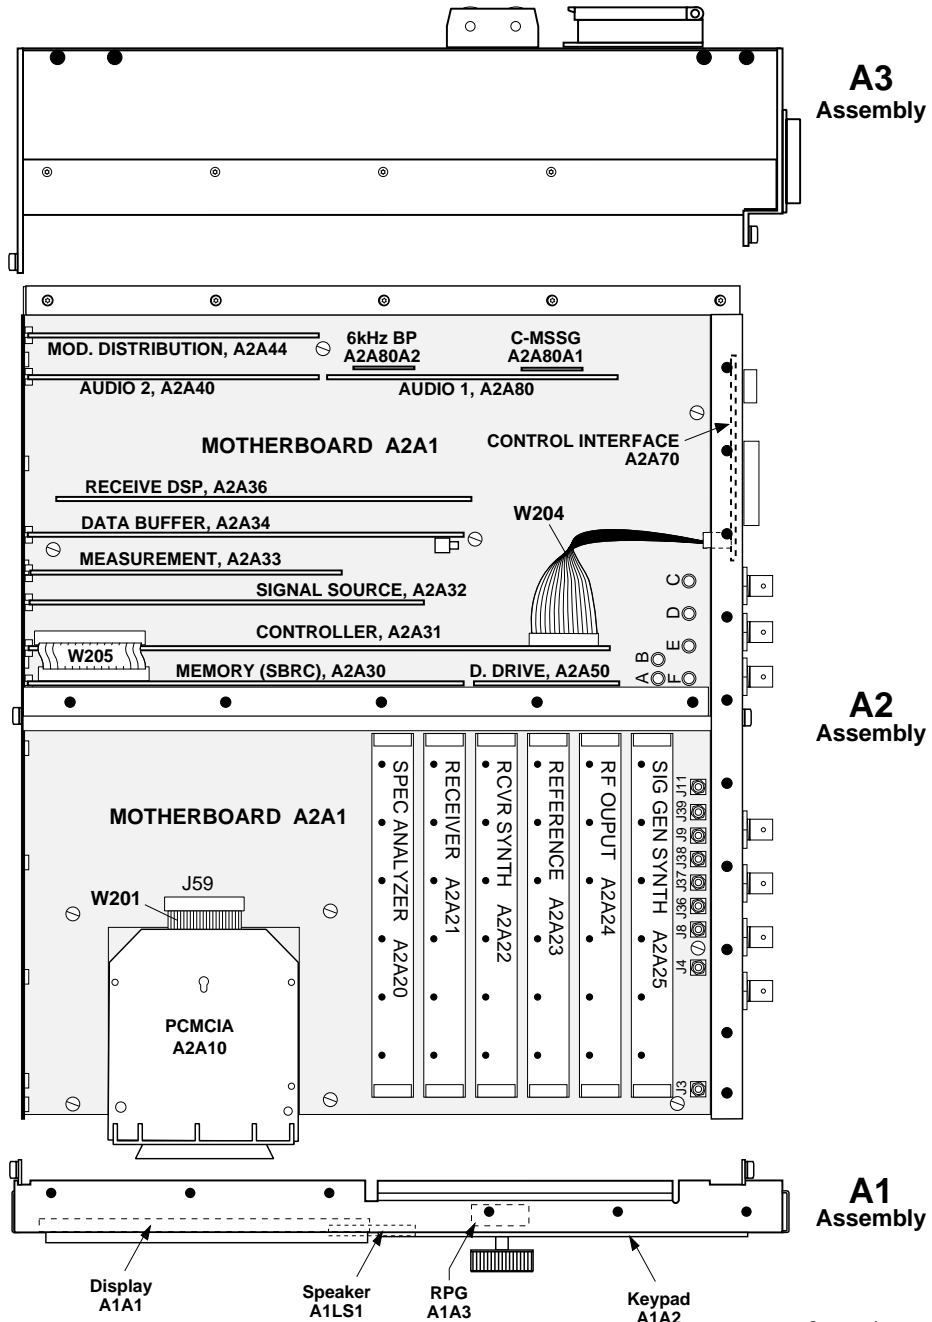 A3
Assembly
6kHz BP
A2A80A2
C-MSSG
A2A80A1
MOD. DISTRIBUTION, A2A44
AUDIO 2, A2A40
AUDIO 1, A2A80
MOTHERBOARD A2A1
CONTROL INTERFACE
A2A70
RECEIVE DSP, A2A36
W204
DATA BUFFER, A2A34
MEASUREMENT, A2A33
SIGNAL SOURCE, A2A32
C
D
CONTROLLER, A2A31
E
W205
B
MEMORY (SBRC), A2A30
D. DRIVE, A2A50
A
F
A2
Assembly
SPEC ANALYZER A2A20
RECEIVER A2A21
RCVR SYNTH A2A22
REFERENCE A2A23
RF OUPUT A2A24
SIG GEN SYNTH A2A25
J11
J39
J9
J38
J37
J36
J8
J4
J3
MOTHERBOARD A2A1
J59
W201
PCMCIA
A2A10
A1
Assembly
Display
A1A1
Speaker
A1LS1
RPG
A1A3
Keypad
A1A2